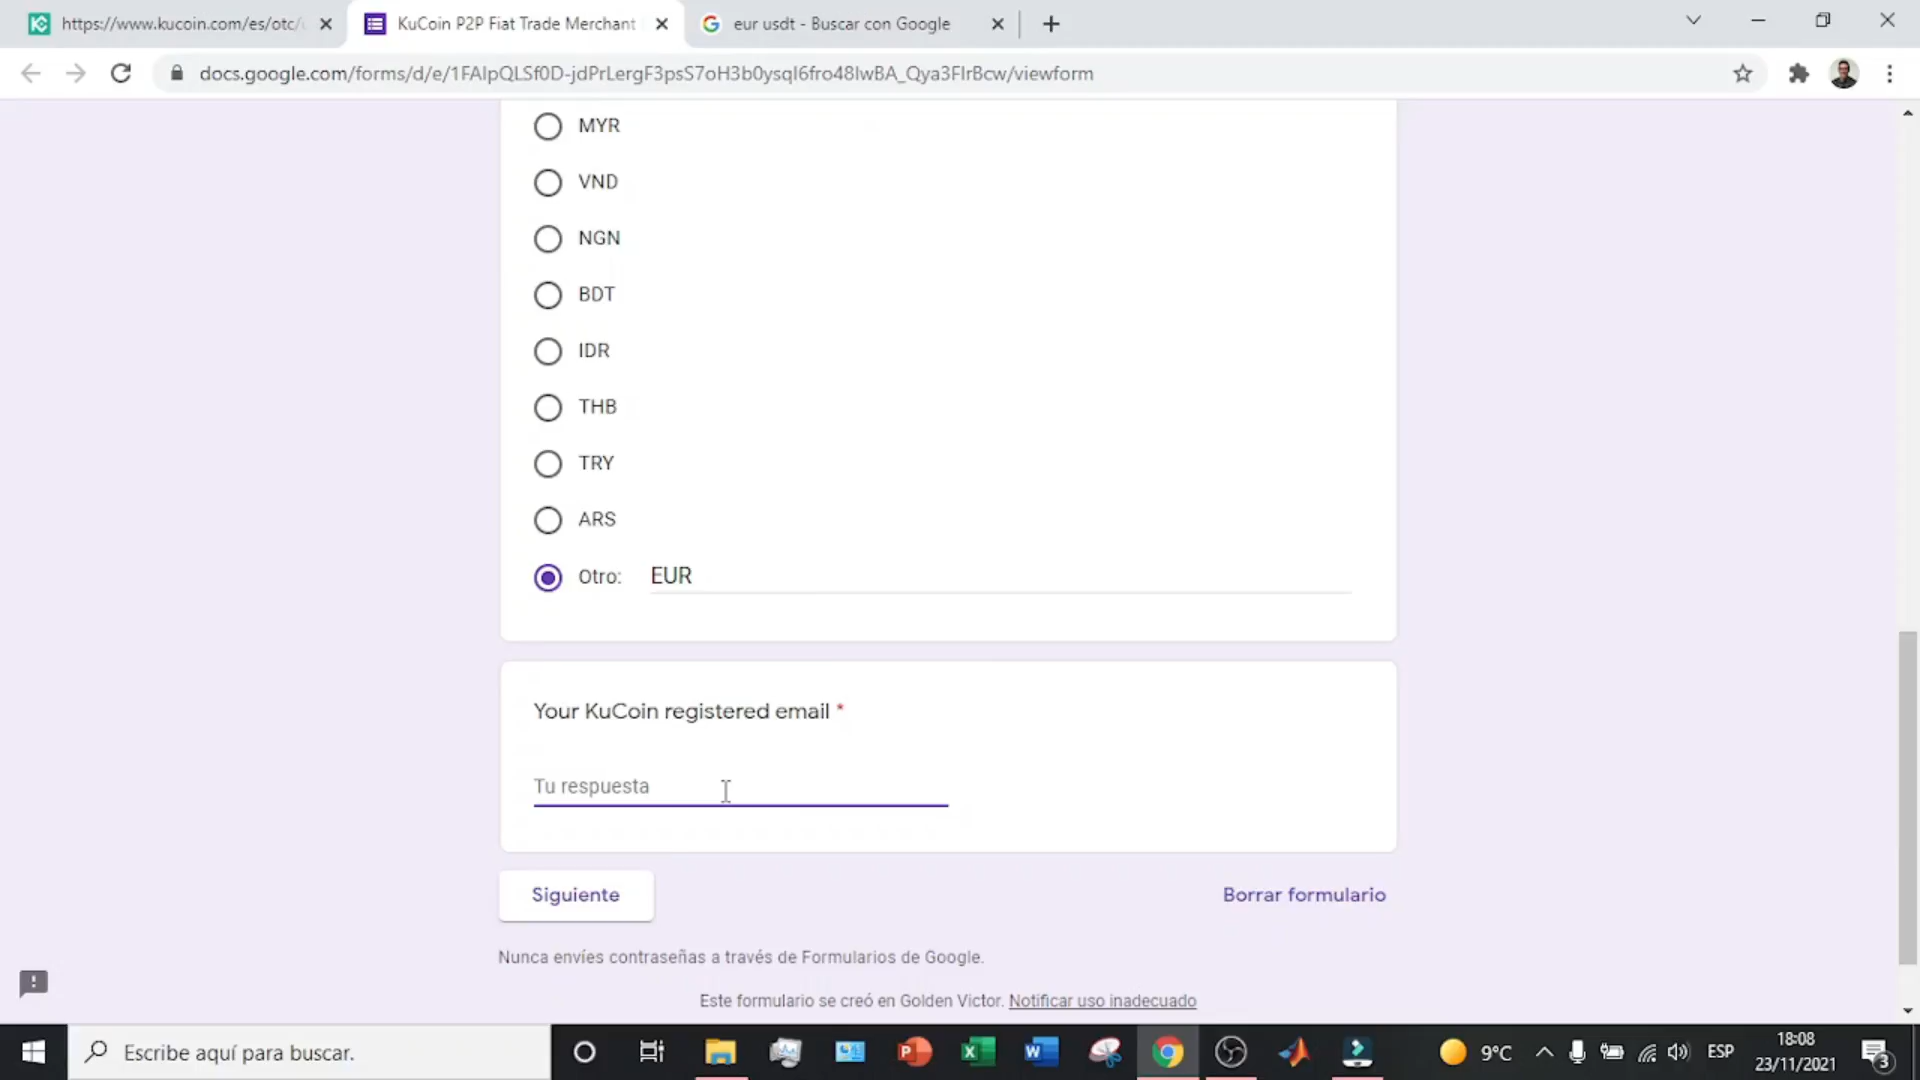 https://www.kucoin.com/es/otc/
KuCoin P2P Fiat Trade Merchant
eur usdt - Buscar con Google
docs.google.com/forms/d/e/1FAIpQLSf0D-jdPrLergF3psS7oH3b0ysqI6fro48IwBA_Qya3FIrBcw/viewform
MYR
VND
NGN
BDT
IDR
THB
TRY
ARS
Otro: EUR
Your KuCoin registered email *
Tu respuesta
Siguiente
Borrar formulario
Nunca envíes contraseñas a través de Formularios de Google.
Este formulario se creó en Golden Victor. Notificar uso inadecuado
Escribe aquí para buscar.
9°C
ESP
18:08
23/11/2021
3